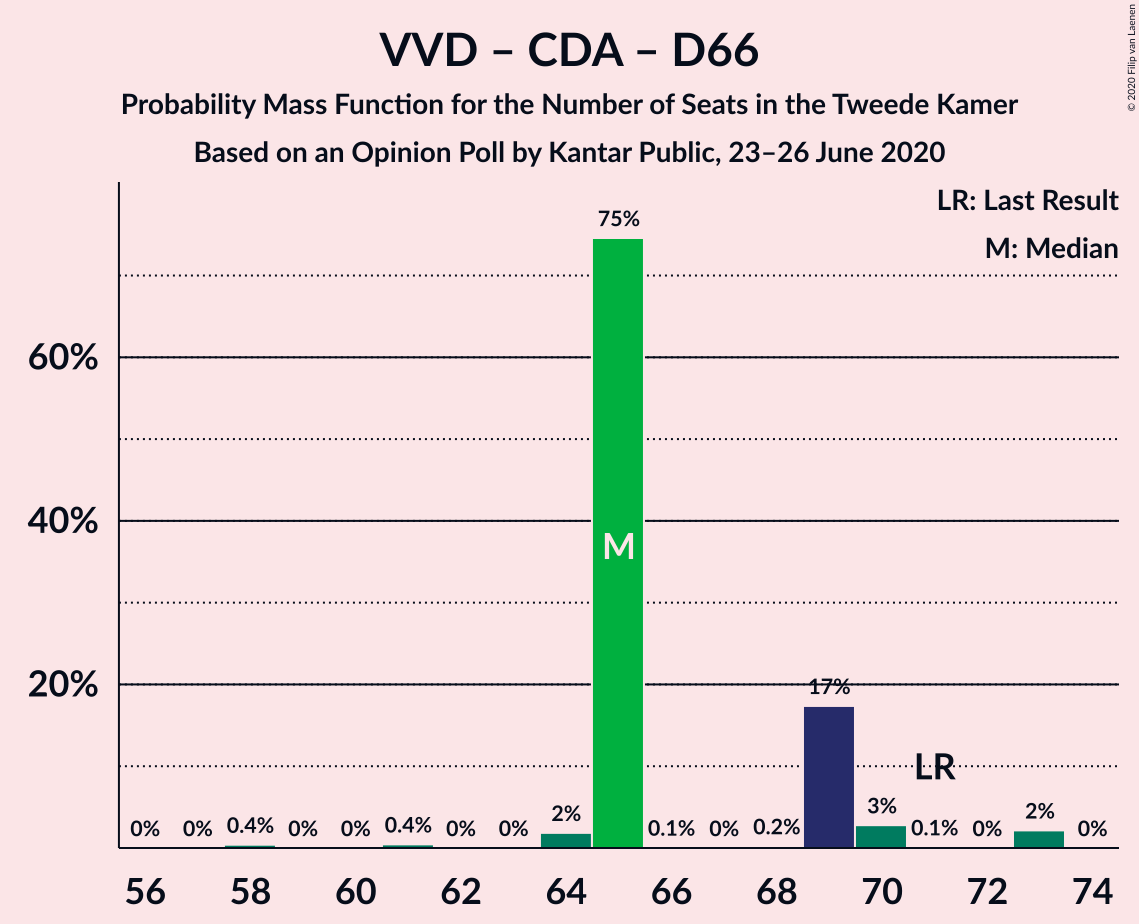 VVD – CDA – D66
Probability Mass Function for the Number of Seats in the Tweede Kamer
Based on an Opinion Poll by Kantar Public, 23–26 June 2020
© 2020 Filip van Laenen
LR: Last Result
M: Median
75%
60%
40%
M
20%
17%
LR
0% 0% 0.4% 0% 0% 0.4% 0% 0% 2% 0.1% 0% 0.2% 3% 0.1% 0% 2% 0%
56 58 60 62 64 66 68 70 72 74